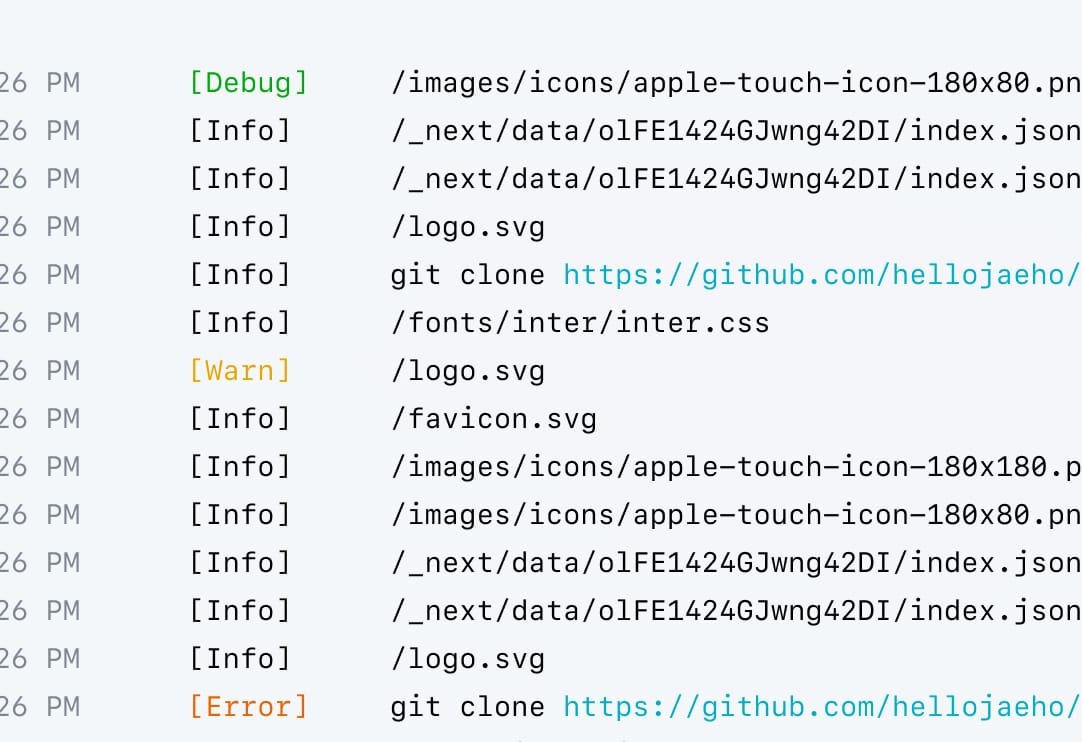 26 PM [Debug] /images/icons/apple-touch-icon-180x80.pn
26 PM [Info] /_next/data/olFE1424GJwng42DI/index.json
26 PM [Info] /_next/data/olFE1424GJwng42DI/index.json
26 PM [Info] /logo.svg
26 PM [Info] git clone https://github.com/hellojaeho/
26 PM [Info] /fonts/inter/inter.css
26 PM [Warn] /logo.svg
26 PM [Info] /favicon.svg
26 PM [Info] /images/icons/apple-touch-icon-180x180.p
26 PM [Info] /images/icons/apple-touch-icon-180x80.pn
26 PM [Info] /_next/data/olFE1424GJwng42DI/index.json
26 PM [Info] /_next/data/olFE1424GJwng42DI/index.json
26 PM [Info] /logo.svg
26 PM [Error] git clone https://github.com/hellojaeho/